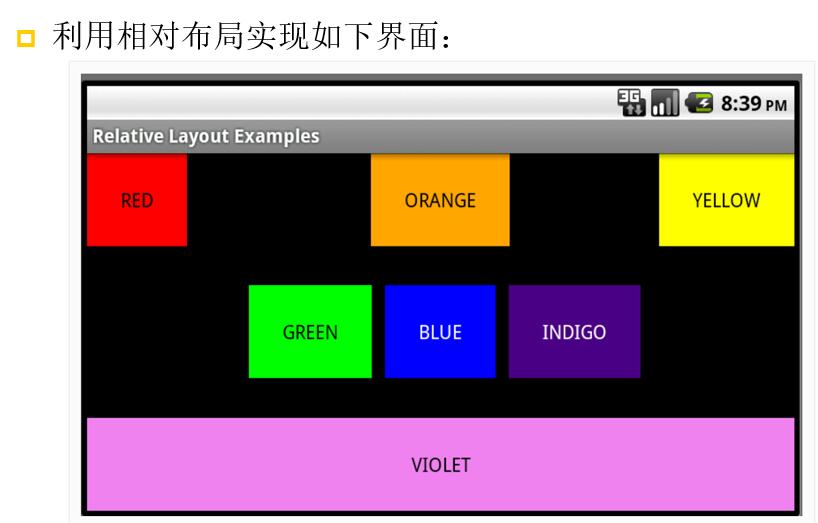 利用相对布局实现如下界面：
3G 8:39 PM
Relative Layout Examples
RED ORANGE YELLOW
GREEN BLUE INDIGO
VIOLET